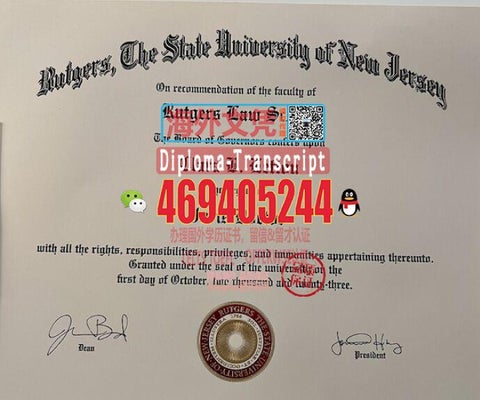 Rutgers, The State University of New Jersey
On recommendation of the faculty of
Rutgers Law
海外文凭
The Board of Governors confers upon
Diploma-Transcript
469405244
办理国外学历证书，留信&留才认证
with all the rights, responsibilities, privileges and immunities appertaining thereunto.
Granted under the seal of the university on the
first day of October, two thousand and twenty-three.
Dean
President